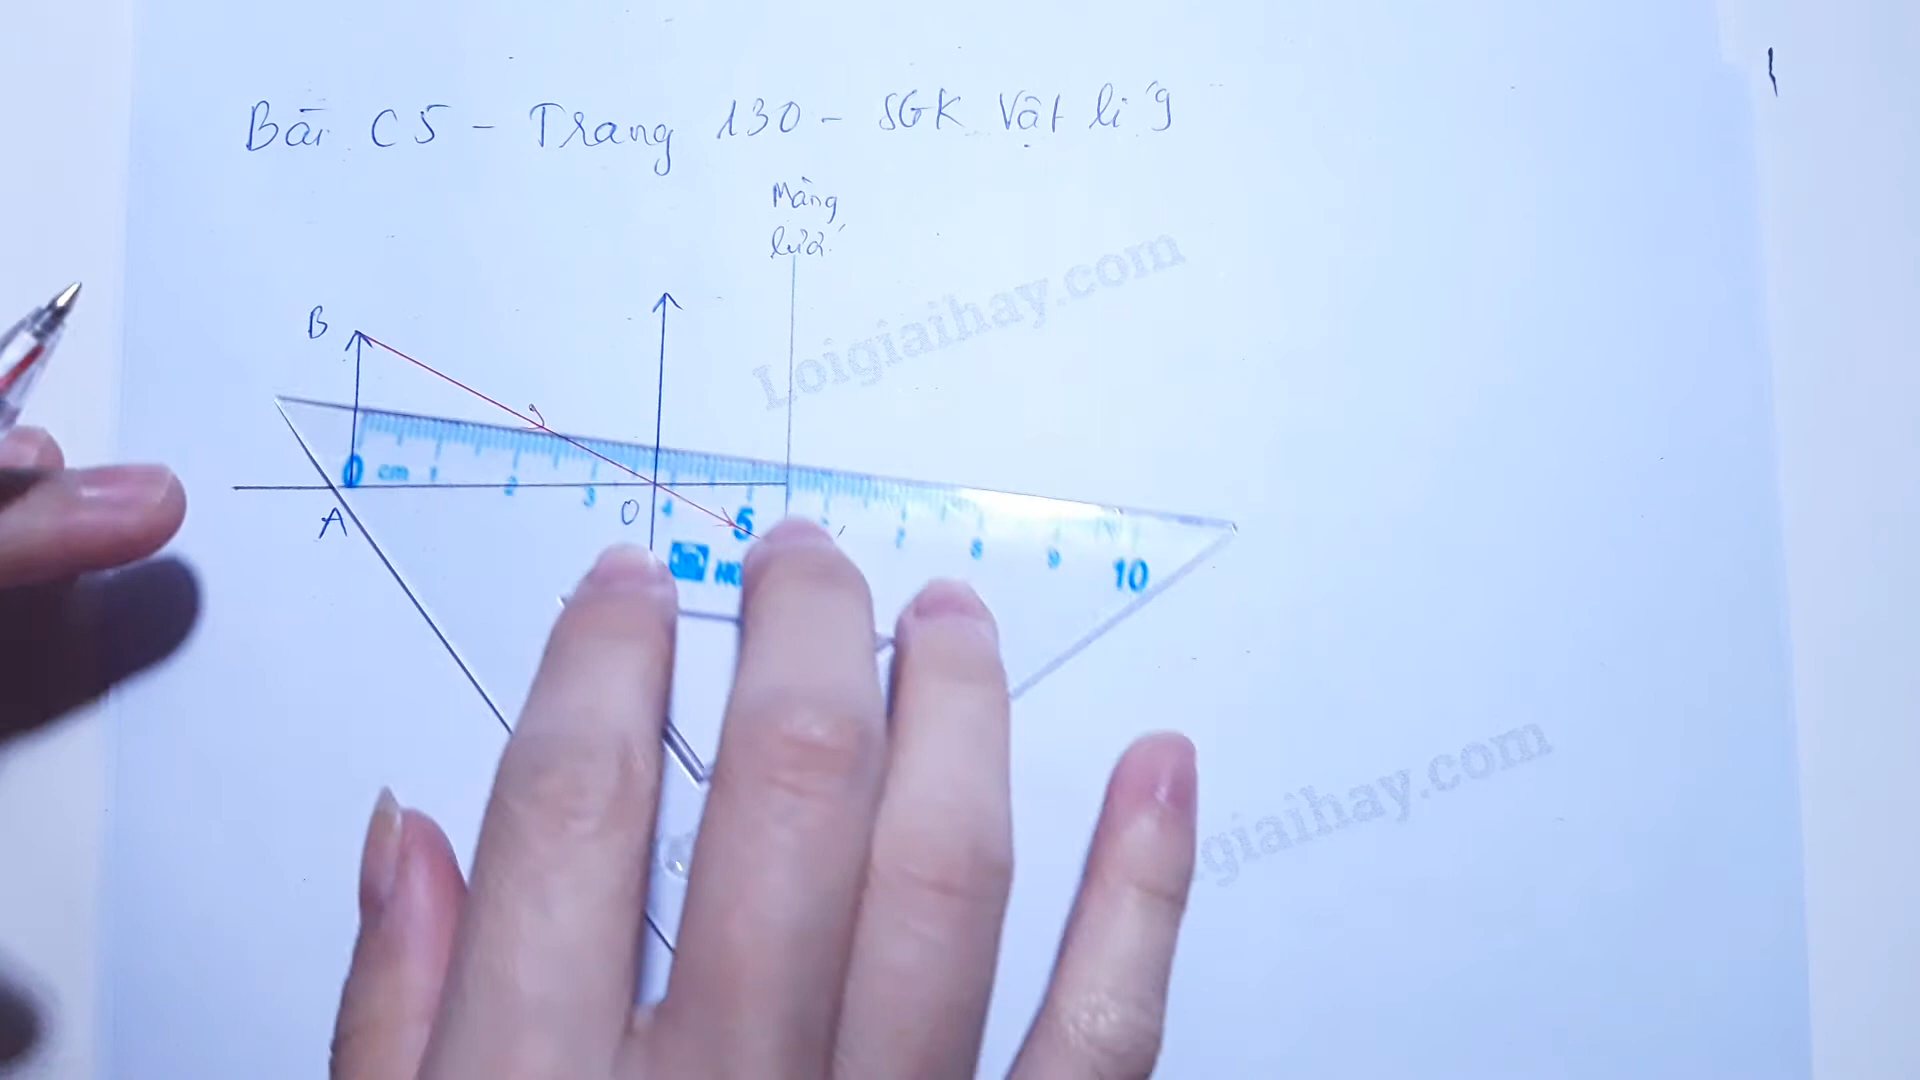 Bài C5 - Trang 130 - SGK Vật lí 9
Màng
lưới
B
A
O
0 cm 1 2 3 4 5 7 8 9 10
Loigiaihay.com
giaihay.com